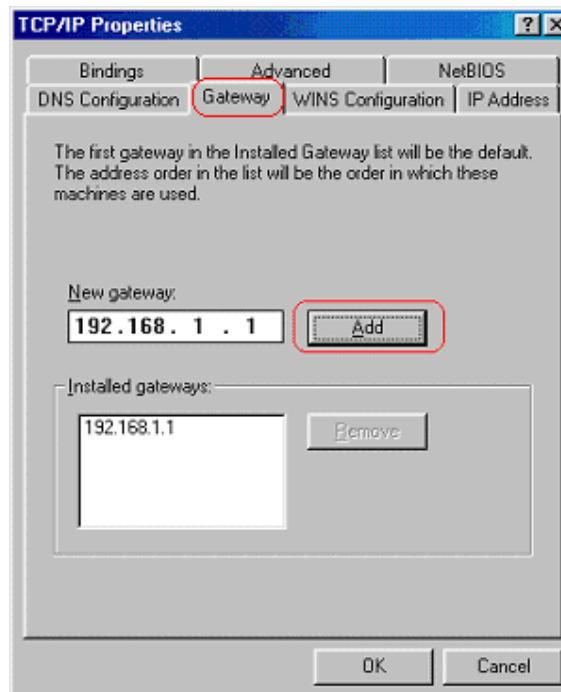 TCP/IP Properties
Bindings Advanced NetBIOS
DNS Configuration Gateway WINS Configuration IP Address
The first gateway in the Installed Gateway list will be the default.
The address order in the list will be the order in which these
machines are used.
New gateway:
192.168. 1 . 1 Add
Installed gateways:
192.168.1.1 Remove
OK Cancel